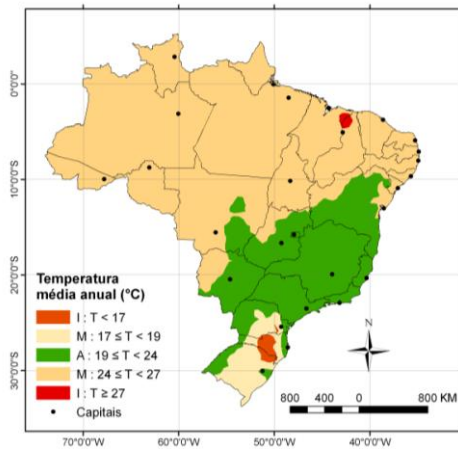 0°0'0"
10°0'0"S
20°0'0"S
30°0'0"S
Temperatura
média anual (°C)
I : T < 17
M : 17 ≤ T < 19
A : 19 ≤ T < 24
M : 24 ≤ T < 27
I : T ≥ 27
Capitais
N
800 400 0 800 KM
70°0'0"W 60°0'0"W 50°0'0"W 40°0'0"W